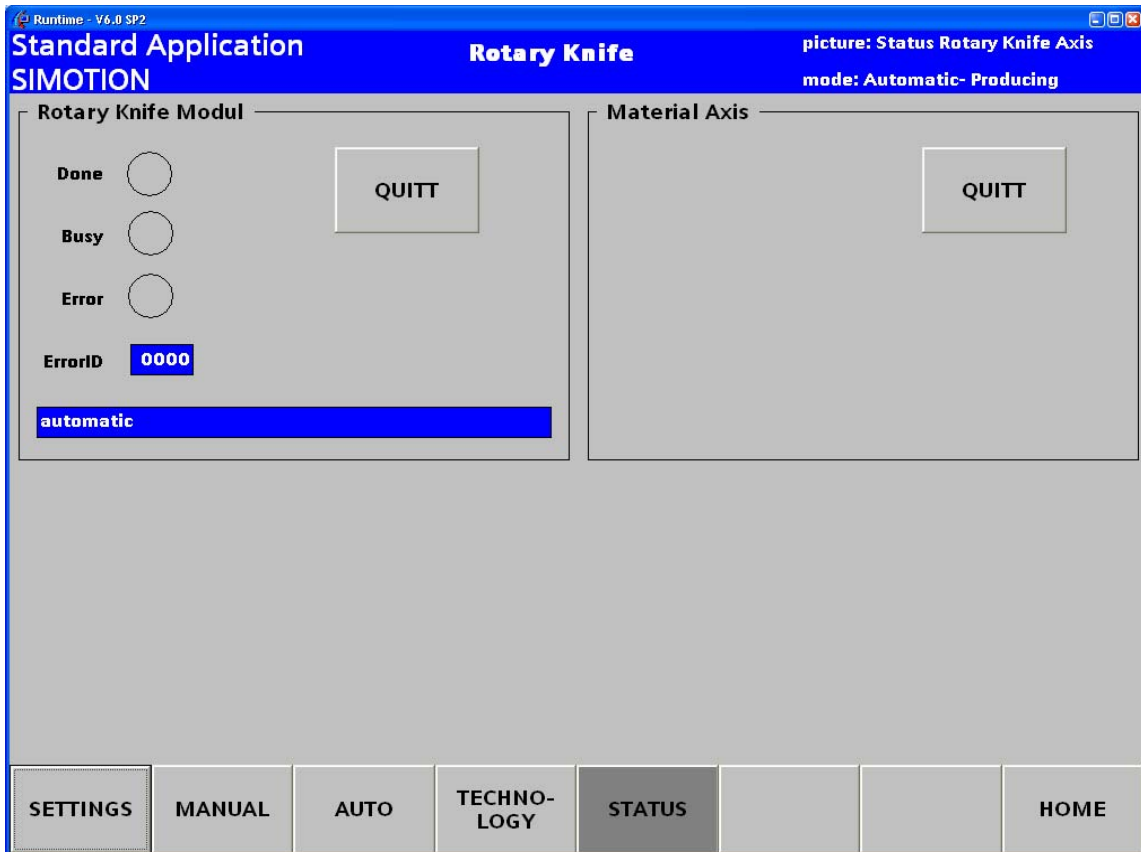 Runtime - V6.0 SP2
Standard Application
SIMOTION
Rotary Knife
picture: Status Rotary Knife Axis
mode: Automatic- Producing
Rotary Knife Modul
Done
QUITT
Busy
Error
ErrorID
0000
automatic
Material Axis
QUITT
SETTINGS
MANUAL
AUTO
TECHNO-
LOGY
STATUS
HOME